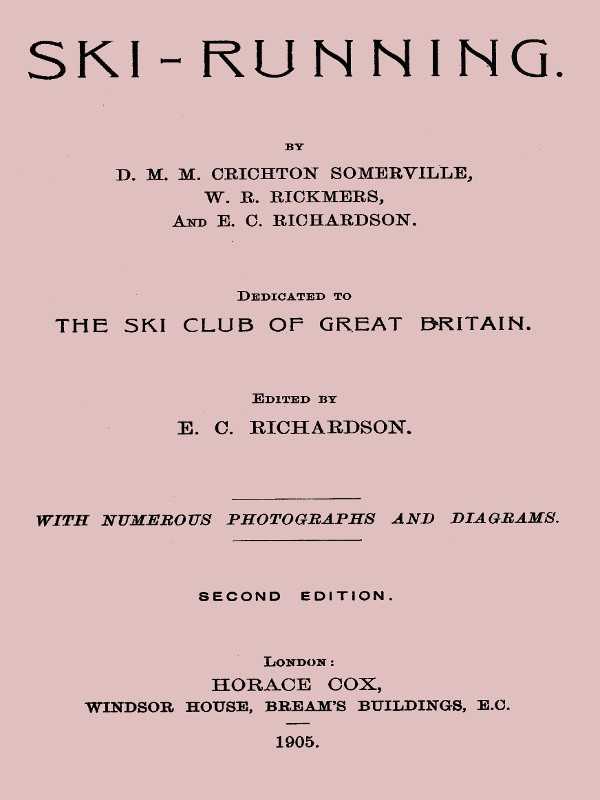 SKI-RUNNING.
BY
D. M. M. CRICHTON SOMERVILLE,
W. R. RICKMERS,
AND E. C. RICHARDSON.
DEDICATED TO
THE SKI CLUB OF GREAT BRITAIN.
EDITED BY
E. C. RICHARDSON.
WITH NUMEROUS PHOTOGRAPHS AND DIAGRAMS.
SECOND EDITION.
LONDON:
HORACE COX,
WINDSOR HOUSE, BREAM'S BUILDINGS, E.C.
1905.